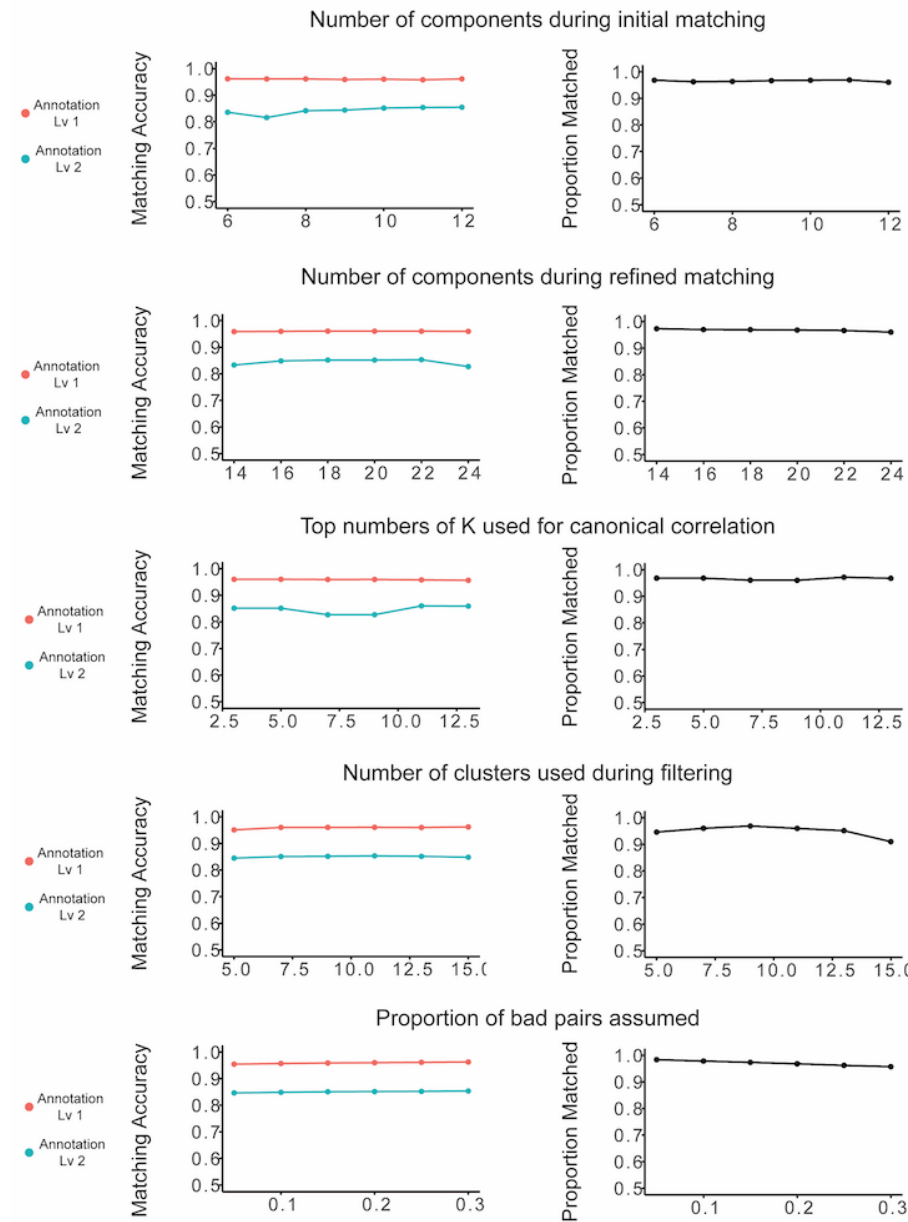 Number of components during initial matching
Annotation
Lv 1
Annotation
Lv 2
Matching Accuracy
1.0
0.9
0.8
0.7
0.6
0.5
6 8 10 12
Proportion Matched
1.0
0.9
0.8
0.7
0.6
0.5
6 8 10 12
Number of components during refined matching
Annotation
Lv 1
Annotation
Lv 2
Matching Accuracy
1.0
0.9
0.8
0.7
0.6
0.5
14 16 18 20 22 24
Proportion Matched
1.0
0.9
0.8
0.7
0.6
0.5
14 16 18 20 22 24
Top numbers of K used for canonical correlation
Annotation
Lv 1
Annotation
Lv 2
Matching Accuracy
1.0
0.9
0.8
0.7
0.6
0.5
2.5 5.0 7.5 10.0 12.5
Proportion Matched
1.0
0.9
0.8
0.7
0.6
0.5
2.5 5.0 7.5 10.0 12.5
Number of clusters used during filtering
Annotation
Lv 1
Annotation
Lv 2
Matching Accuracy
1.0
0.9
0.8
0.7
0.6
0.5
5.0 7.5 10.0 12.5 15.0
Proportion Matched
1.0
0.9
0.8
0.7
0.6
0.5
5.0 7.5 10.0 12.5 15.0
Proportion of bad pairs assumed
Annotation
Lv 1
Annotation
Lv 2
Matching Accuracy
1.0
0.9
0.8
0.7
0.6
0.5
0.1 0.2 0.3
Proportion Matched
1.0
0.9
0.8
0.7
0.6
0.5
0.1 0.2 0.3